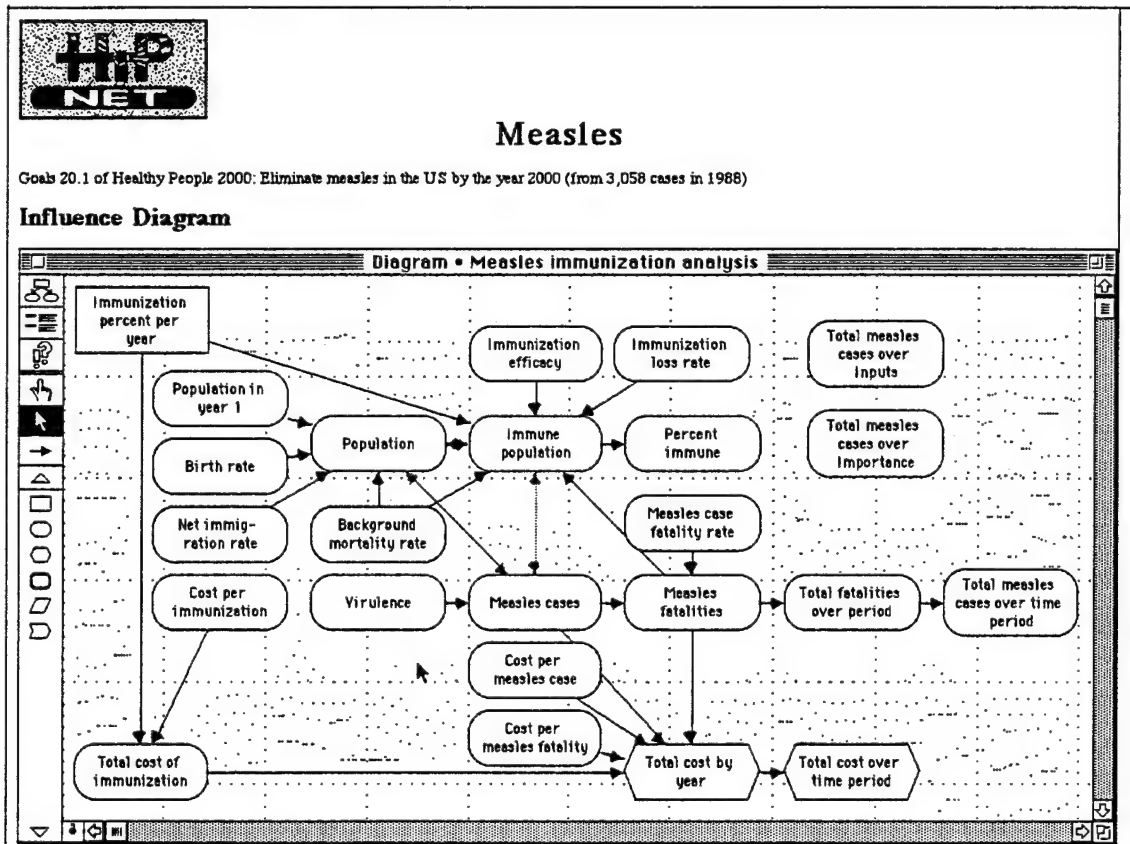 HiP
NET
Measles
Goals 20.1 of Healthy People 2000: Eliminate measles in the US by the year 2000 (from 3,058 cases in 1988)
Influence Diagram
Diagram • Measles immunization analysis
Immunization
percent per
year
Immunization
efficacy
Immunization
loss rate
Total measles
cases over
Inputs
Population in
year 1
Population
Immune
population
Percent
immune
Total measles
cases over
Importance
Birth rate
Net immig-
ration rate
Background
mortality rate
Measles case
fatality rate
Cost per
immunization
Virulence
Measles cases
Measles
fatalities
Total fatalities
over period
Total measles
cases over time
period
Cost per
measles case
Cost per
measles fatality
Total cost of
immunization
Total cost by
year
Total cost over
time period